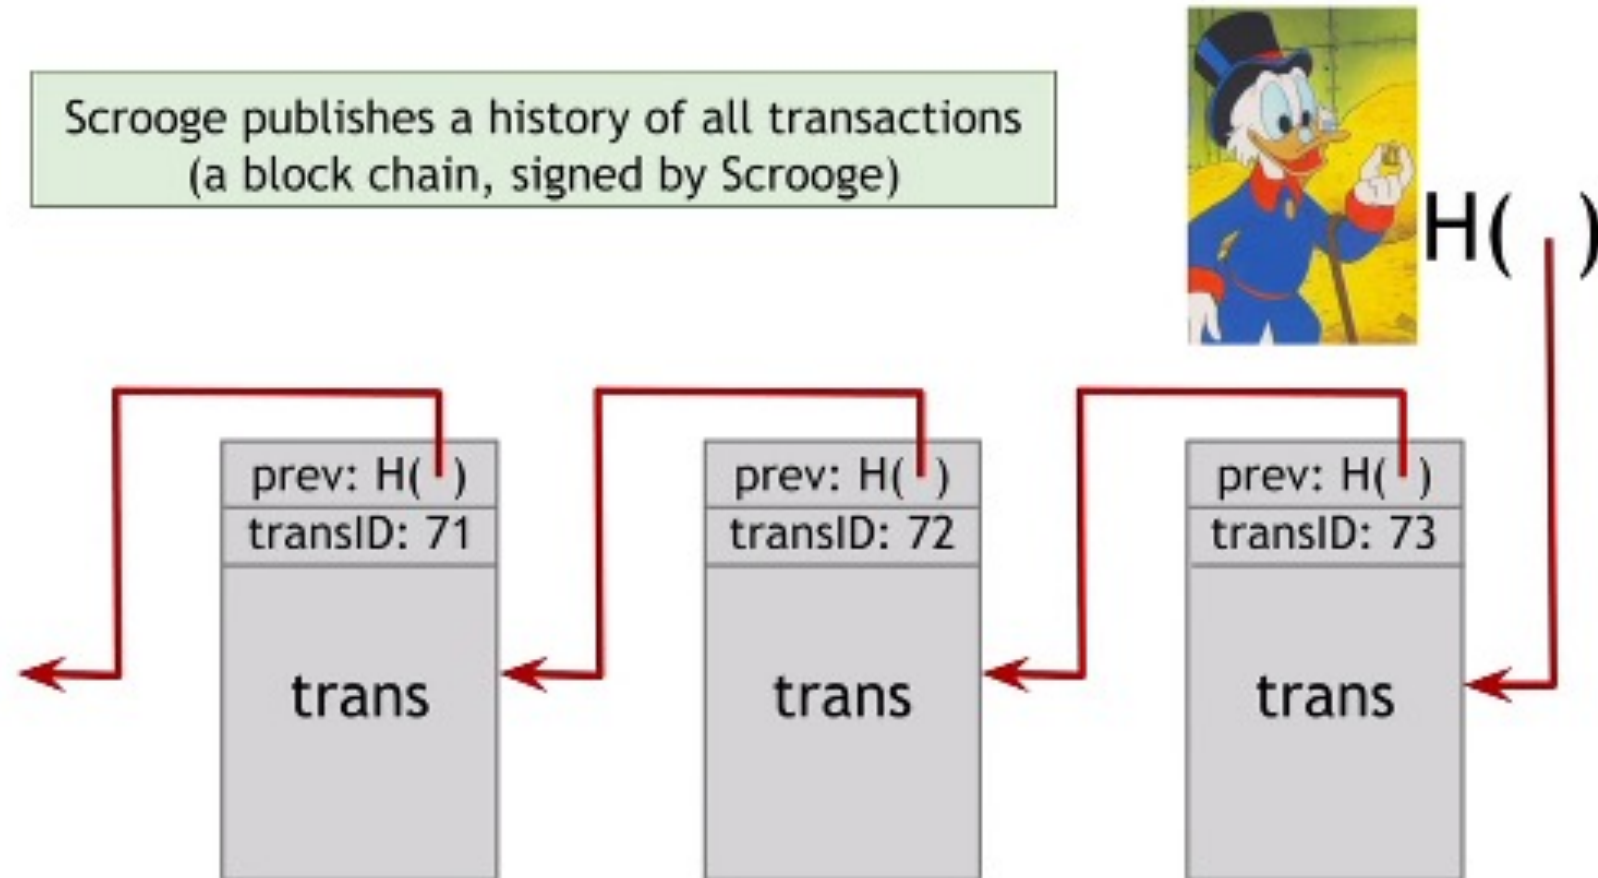 Scrooge publishes a history of all transactions
(a block chain, signed by Scrooge)
H( )
prev: H( )
transID: 71
trans
prev: H( )
transID: 72
trans
prev: H( )
transID: 73
trans